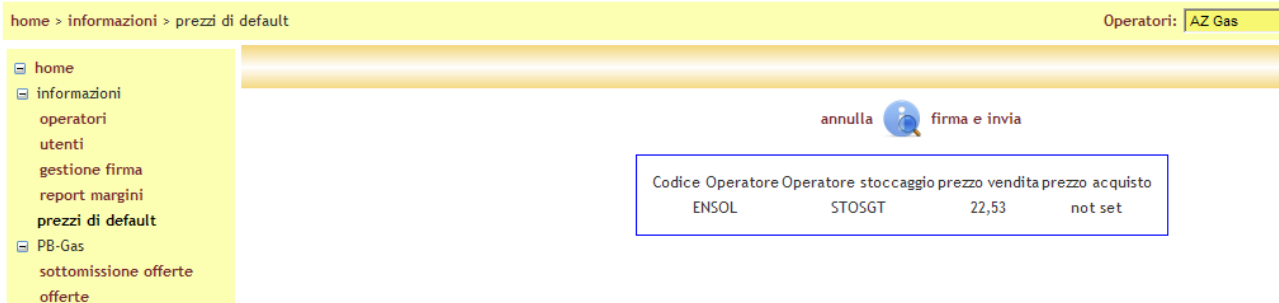 home > informazioni > prezzi di default
Operatori: AZ Gas
home
informazioni
operatori
utenti
gestione firma
report margini
prezzi di default
PB-Gas
sottomissione offerte
offerte
annulla firma e invia
Codice Operatore Operatore stoccaggio prezzo vendita prezzo acquisto
ENSOL STOSGT 22,53 not set